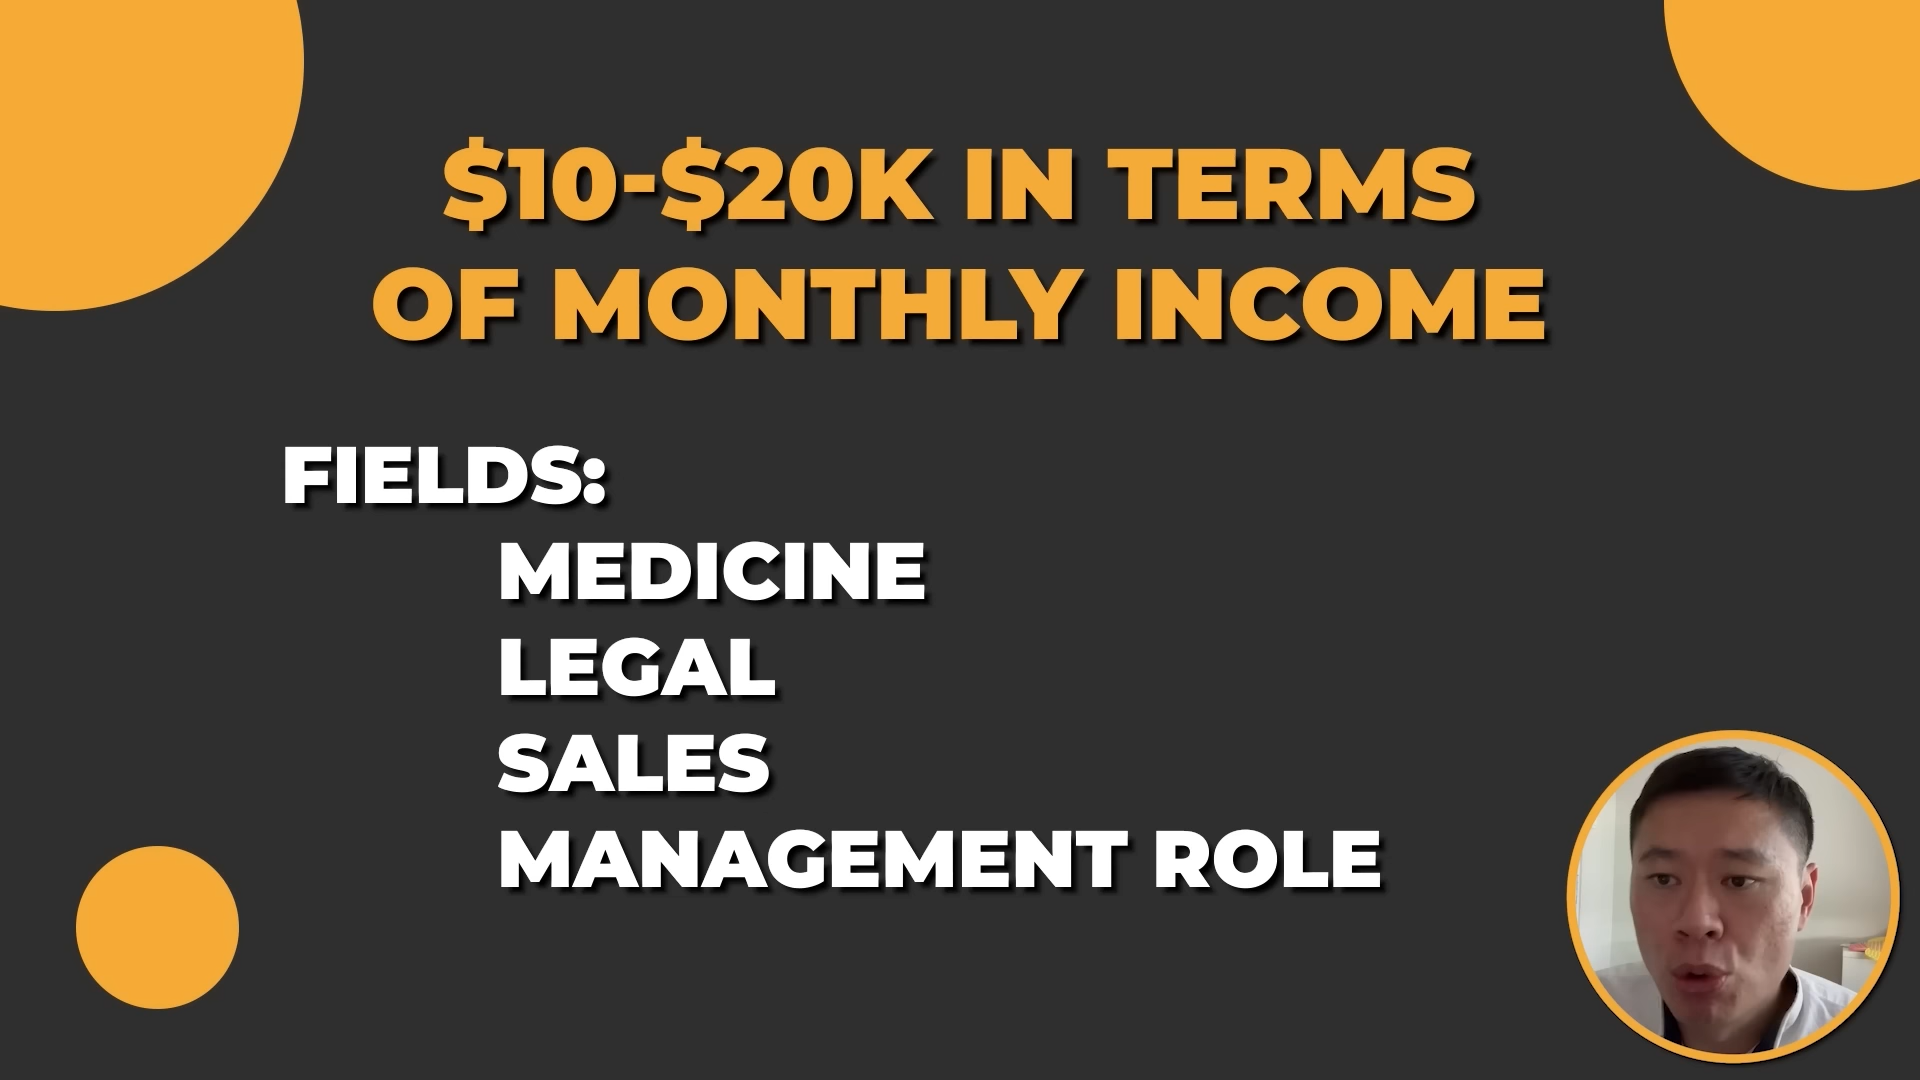 $10-$20K IN TERMS
OF MONTHLY INCOME
FIELDS:
MEDICINE
LEGAL
SALES
MANAGEMENT ROLE